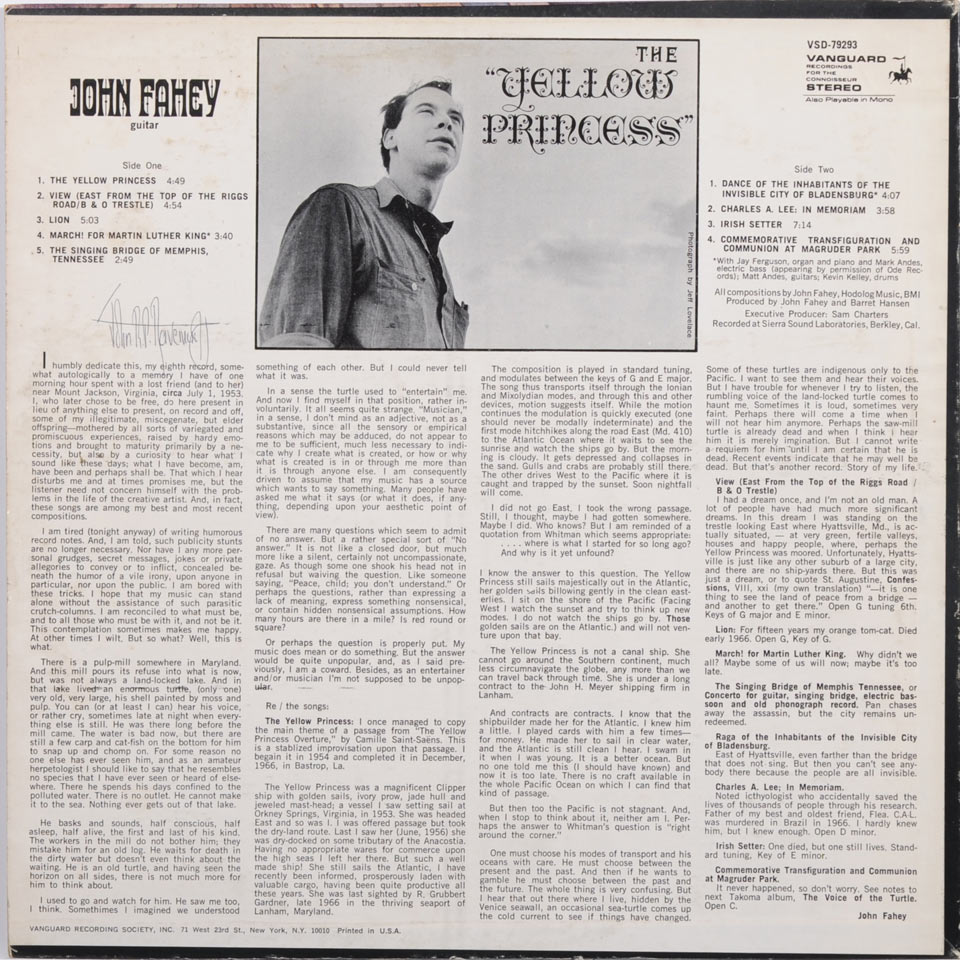 JOHN FAHEY
guitar
THE
"YELLOW
PRINCESS"
VSD-79293
VANGUARD
RECORDINGS
FOR THE
CONNOISSEUR
STEREO
Also Playable in Mono
Side One
1. THE YELLOW PRINCESS 4:49
2. VIEW (EAST FROM THE TOP OF THE RIGGS
ROAD/B & O TRESTLE) 4:54
3. LION 5:03
4. MARCH! FOR MARTIN LUTHER KING* 3:40
5. THE SINGING BRIDGE OF MEMPHIS,
TENNESSEE 2:49
Photograph by Jeff Lovelace
Side Two
1. DANCE OF THE INHABITANTS OF THE
INVISIBLE CITY OF BLADENSBURG* 4:07
2. CHARLES A. LEE: IN MEMORIAM 3:58
3. IRISH SETTER 7:14
4. COMMEMORATIVE TRANSFIGURATION AND
COMMUNION AT MAGRUDER PARK 5:59
*With Jay Ferguson, organ and piano and Mark Andes,
electric bass (appearing by permission of Ode Rec-
ords); Matt Andes, guitars; Kevin Kelley, drums
All compositions by John Fahey, Hodolog Music, BMI
Produced by John Fahey and Barret Hansen
Executive Producer: Sam Charters
Recorded at Sierra Sound Laboratories, Berkley, Cal.
I humbly dedicate this, my eighth record, some-
what autologically to a memory I have of one
morning hour spent with a lost friend (and to her)
near Mount Jackson, Virginia, circa July 1, 1953.
I, who later chose to be free, do here present in
lieu of anything else to present, on record and off,
some of my illegitimate, miscegenate, but elder
offspring—mothered by all sorts of variegated and
promiscuous experiences, raised by hardy emo-
tions and brought to maturity primarily by a ne-
cessity, but also by a curiosity to hear what I
sound like these days; what I have become, am,
have been and perhaps shall be. That which I hear
disturbs me and at times promises me, but the
listener need not concern himself with the prob-
lems in the life of the creative artist. And, in fact,
these songs are among my best and most recent
compositions.
I am tired (tonight anyway) of writing humorous
record notes. And, I am told, such publicity stunts
are no longer necessary. Nor have I any more per-
sonal grudges, secret messages, jokes or private
allegories to convey or to inflict, concealed be-
neath the humor of a vile irony, upon anyone in
particular, nor upon the public. I am bored with
these tricks. I hope that my music can stand
alone without the assistance of such parasitic
crutch-columns. I am reconciled to what must be,
and to all those who must be with it, and not be it.
This contemplation sometimes makes me happy.
At other times I wilt. But so what? Well, this is
what.
There is a pulp-mill somewhere in Maryland.
And this mill pours its refuse into what is now,
but was not always a land-locked lake. And in
that lake lived an enormous turtle, (only one)
very old, very large, his shell painted by moss and
pulp. You can (or at least I can) hear his voice,
or rather cry, sometimes late at night when every-
thing else is still. He was there long before the
mill came. The water is bad now, but there are
still a few carp and cat-fish on the bottom for him
to snap up and chomp on. For some reason no
one else has ever seen him, and as an amateur
herpetologist I should like to say that he resembles
no species that I have ever seen or heard of else-
where. There he spends his days confined to the
polluted water. There is no outlet. He cannot make
it to the sea. Nothing ever gets out of that lake.
He basks and sounds, half conscious, half
asleep, half alive, the first and last of his kind.
The workers in the mill do not bother him; they
mistake him for an old log. He waits for death in
the dirty water but doesn't even think about the
waiting. He is an old turtle, and having seen the
horizon on all sides, there is not much more for
him to think about.
I used to go and watch for him. He saw me too,
I think. Somethimes I imagined we understood
something of each other. But I could never tell
what it was.
In a sense the turtle used to "entertain" me.
And now I find myself in that position, rather in-
voluntarily. It all seems quite strange. "Musician,"
in a sense, I don't mind as an adjective, not as a
substantive, since all the sensory or empirical
reasons which may be adduced, do not appear to
me to be sufficient, much less necessary to indi-
cate why I create what is created, or how or why
what is created is in or through me more than
it is through anyone else. I am consequently
driven to assume that my music has a source
which wants to say something. Many people have
asked me what it says (or what it does, if any-
thing, depending upon your aesthetic point of
view).
There are many questions which seem to admit
of no answer. But a rather special sort of "No
answer." It is not like a closed door, but much
more like a silent, certainly not uncompassionate,
gaze. As though some one shook his head not in
refusal but waiving the question. Like someone
saying, "Peace, child; you don't understand." Or
perhaps the questions, rather than expressing a
lack of meaning, express something nonsensical,
or contain hidden nonsensical assumptions. How
many hours are there in a mile? Is red round or
square?
Or perhaps the question is properly put. My
music does mean or do something. But the answer
would be quite unpopular, and, as I said pre-
viously, I am a coward. Besides, as an entertainer
and/or musician I'm not supposed to be unpop-
ular.
Re / the songs:
The Yellow Princess: I once managed to copy
the main theme of a passage from "The Yellow
Princess Overture," by Camille Saint-Saëns. This
is a stablized improvisation upon that passage. I
begain it in 1954 and completed it in December,
1966, in Bastrop, La.
The Yellow Princess was a magnificent Clipper
ship with golden sails, ivory prow, jade hull and
jeweled mast-head; a vessel I saw setting sail at
Orkney Springs, Virginia, in 1953. She was headed
East and so was I. I was offered passage but took
the dry-land route. Last I saw her (June, 1956) she
was dry-docked on some tributary of the Anacostia.
Having no appropriate wares for commerce upon
the high seas I left her there. But such a well
made ship! She still sails the Atlantic, I have
recently been informed, prosperously laden with
valuable cargo, having been quite productive all
these years. She was last sighted by R. Grubbert
Gardner, late 1966 in the thriving seaport of
Lanham, Maryland.
The composition is played in standard tuning,
and modulates between the keys of G and E major.
The song thus transports itself through the Ionian
and Mixolydian modes, and through this and other
devices, motion suggests itself. While the motion
continues the modulation is quickly executed (one
should never be modally indeterminate) and the
first mode hitchhikes along the road East (Md. 410)
to the Atlantic Ocean where it waits to see the
sunrise and watch the ships go by. But the morn-
ing is cloudy. It gets depressed and collapses in
the sand. Gulls and crabs are probably still there.
The other drives West to the Pacific where it is
caught and trapped by the sunset. Soon nightfall
will come.
I did not go East, I took the wrong passage.
Still, I thought, maybe I had gotten somewhere.
Maybe I did. Who knows? But I am reminded of a
quotation from Whitman which seems appropriate:
. . . . where is what I started for so long ago?
And why is it yet unfound?
I know the answer to this question. The Yellow
Princess still sails majestically out in the Atlantic,
her golden sails billowing gently in the clean east-
erlies. I sit on the shore of the Pacific (Facing
West I watch the sunset and try to think up new
modes. I do not watch the ships go by. Those
golden sails are on the Atlantic.) and will not ven-
ture upon that bay.
The Yellow Princess is not a canal ship. She
cannot go around the Southern continent, much
less circumnavigate the globe, any more than we
can travel back through time. She is under a long
contract to the John H. Meyer shipping firm in
Lanham.
And contracts are contracts. I know that the
shipbuilder made her for the Atlantic. I knew him
a little. I played cards with him a few times—
for money. He made her to sail in clear water,
and the Atlantic is still clean I hear. I swam in
it when I was young. It is a better ocean. But
no one told me this (I should have known) and
now it is too late. There is no craft available in
the whole Pacific Ocean on which I can find that
kind of passage.
But then too the Pacific is not stagnant. And,
when I stop to think about it, neither am I. Per-
haps the answer to Whitman's question is "right
around the corner."
One must choose his modes of transport and his
oceans with care. He must choose between the
present and the past. And then if he wants to
gamble he must choose between the past and
the future. The whole thing is very confusing. But
I hear that out there where I live, hidden by the
Venice seawall, an occasional sea-turtle comes up
the cold current to see if things have changed.
Some of these turtles are indigenous only to the
Pacific. I want to see them and hear their voices.
But I have trouble whenever I try to listen, the
rumbling voice of the land-locked turtle comes to
haunt me. Sometimes it is loud, sometimes very
faint. Perhaps there will come a time when I
will not hear him anymore. Perhaps the saw-mill
turtle is already dead and when I think I hear
him it is merely imgination. But I cannot write
a requiem for him until I am certain that he is
dead. Recent events indicate that he may well be
dead. But that's another record. Story of my life.
View (East From the Top of the Riggs Road /
B & O Trestle)
I had a dream once, and I'm not an old man. A
lot of people have had much more significant
dreams. In this dream I was standing on the
trestle looking East where Hyattsville, Md., is ac-
tually situated, — at very green, fertile valleys,
houses and happy people, where, perhaps the
Yellow Princess was moored. Unfortunately, Hyatts-
ville is just like any other suburb of a large city,
and there are no ship-yards there. But this was
just a dream, or to quote St. Augustine, Confes-
sions, VIII, xxi (my own translation) "—it is one
thing to see the land of peace from a bridge —
and another to get there." Open G tuning 6th.
Keys of G major and E minor.
Lion: For fifteen years my orange tom-cat. Died
early 1966. Open G, Key of G.
March! for Martin Luther King. Why didn't we
all? Maybe some of us will now; maybe it's too
late.
The Singing Bridge of Memphis Tennessee, or
Concerto for guitar, singing bridge, electric bas-
soon and old phonograph record. Pan chases
away the assassin, but the city remains un-
redeemed.
Raga of the Inhabitants of the Invisible City
of Bladensburg.
East of Hyattsville, even farther than the bridge
that does not sing. But then you can't see any-
body there because the people are all invisible.
Charles A. Lee; In Memoriam.
Noted icthyologist who accidentally saved the
lives of thousands of people through his research.
Father of my best and oldest friend, Flea. C.A-L.
was murdered in Brazil in 1966. I hardly knew
him, but I knew enough. Open D minor.
Irish Setter: One died, but one still lives. Stand-
ard tuning, Key of E minor.
Commemorative Transfiguration and Communion
at Magruder Park.
It never happened, so don't worry. See notes to
next Takoma album, The Voice of the Turtle.
Open C.
John Fahey
VANGUARD RECORDING SOCIETY, INC. 71 West 23rd St., New York, N.Y. 10010 Printed in U.S.A.